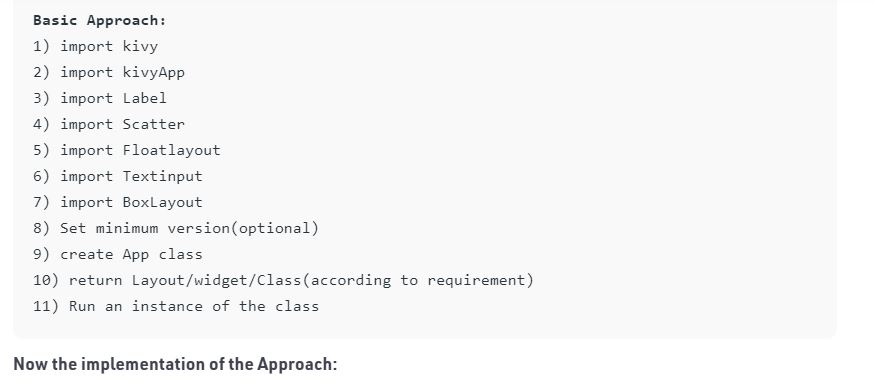 Basic Approach:
1) import kivy
2) import kivyApp
3) import Label
4) import Scatter
5) import Floatlayout
6) import Textinput
7) import BoxLayout
8) Set minimum version(optional)
9) create App class
10) return Layout/widget/Class(according to requirement)
11) Run an instance of the class
Now the implementation of the Approach: